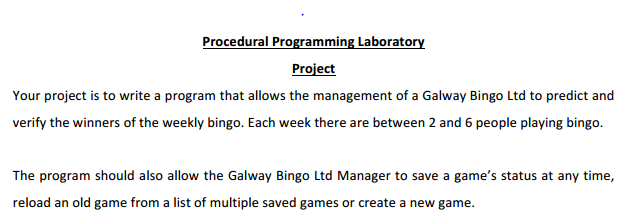 Procedural Programming Laboratory
Project
Your project is to write a program that allows the management of a Galway Bingo Ltd to predict and
verify the winners of the weekly bingo. Each week there are between 2 and 6 people playing bingo.
The program should also allow the Galway Bingo Ltd Manager to save a game's status at any time,
reload an old game from a list of multiple saved games or create a new game.